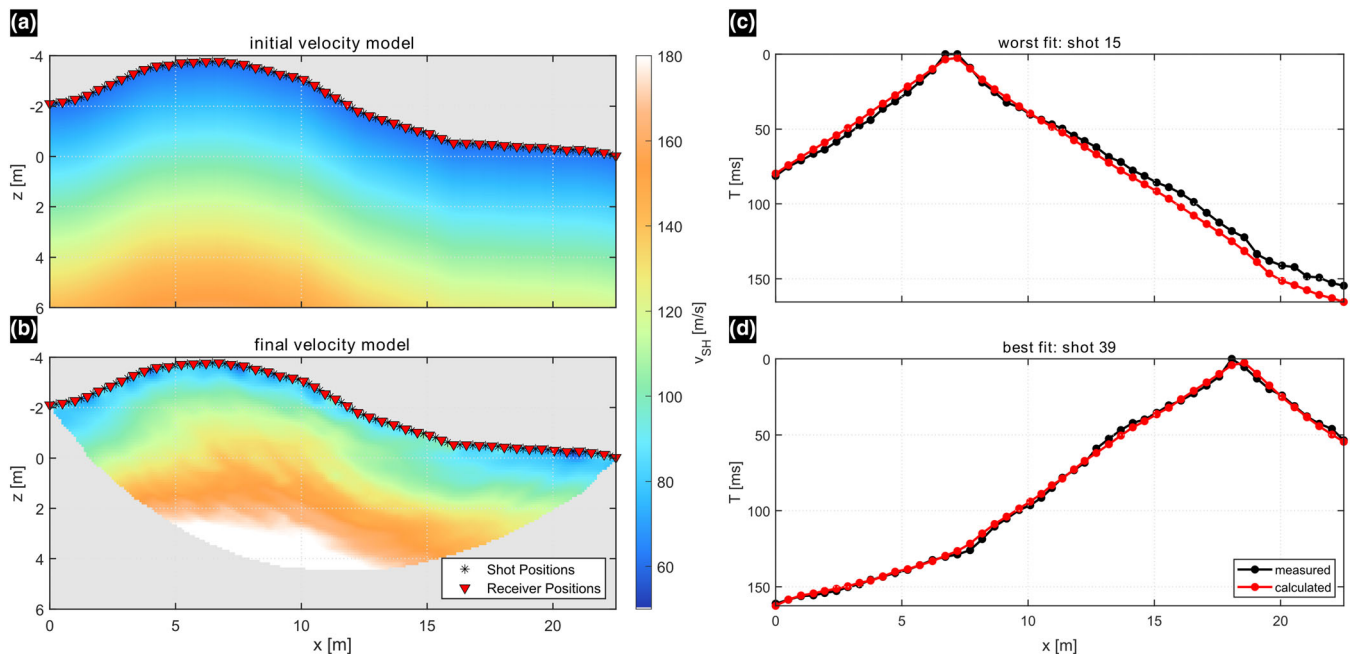 (a)
initial velocity model
-4
-2
0
2
4
6
z [m]
(b)
final velocity model
-4
-2
0
2
4
6
z [m]
0 5 10 15 20
x [m]
Shot Positions
Receiver Positions
180
160
140
120
100
80
60
v_SH [m/s]
(c)
worst fit: shot 15
0
50
100
150
T [ms]
(d)
best fit: shot 39
0
50
100
150
T [ms]
0 5 10 15 20
x [m]
measured
calculated